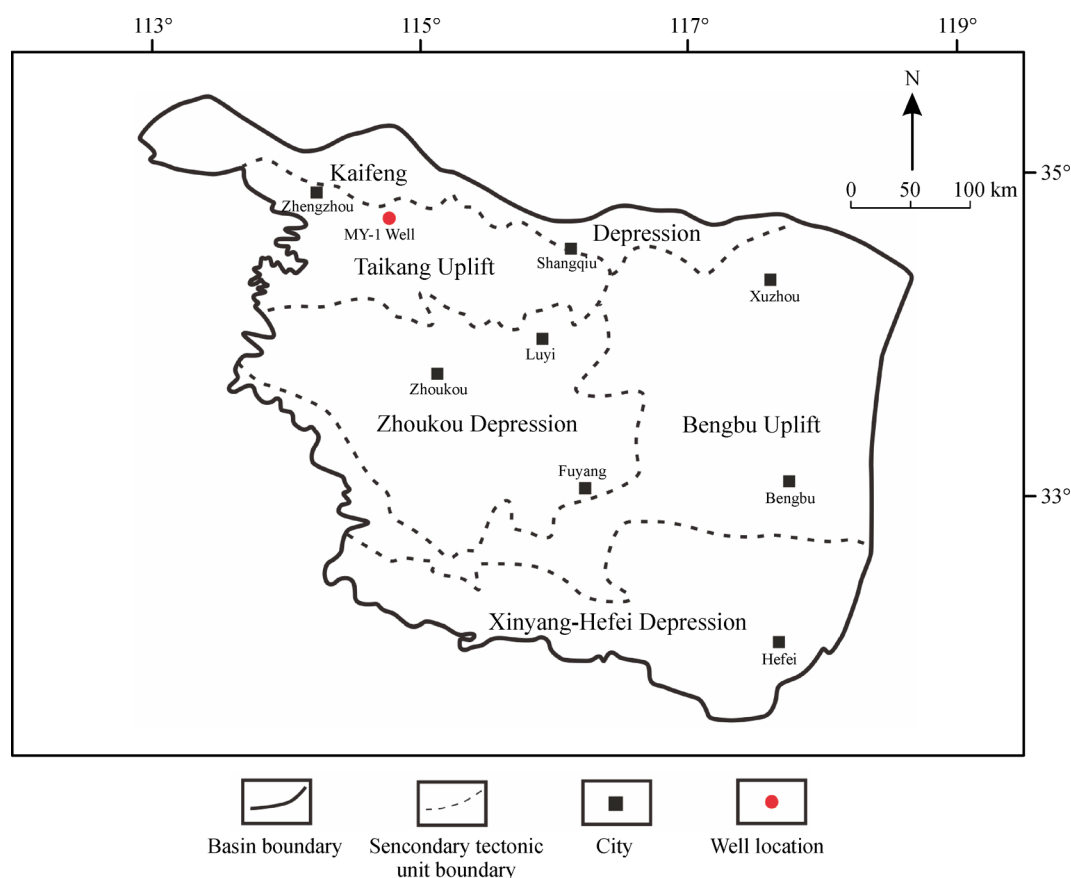 113°
115°
117°
119°
N
35°
0
50
100 km
Kaifeng
Zhengzhou
MY-1 Well
Depression
Shangqiu
Taikang Uplift
Xuzhou
Luyi
Zhoukou
Zhoukou Depression
Bengbu Uplift
Fuyang
Bengbu
33°
Xinyang-Hefei Depression
Hefei
Basin boundary
Sencondary tectonic
unit boundary
City
Well location